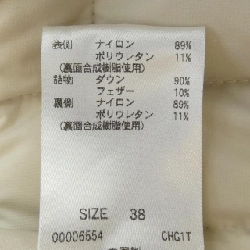 表側 ナイロン 89%
ポリウレタン 11%
(裏面合成樹脂使用)
詰物 ダウン 90%
フェザー 10%
裏側 ナイロン 89%
ポリウレタン 11%
(裏面合成樹脂使用)
SIZE 38
00006554 CHG1T